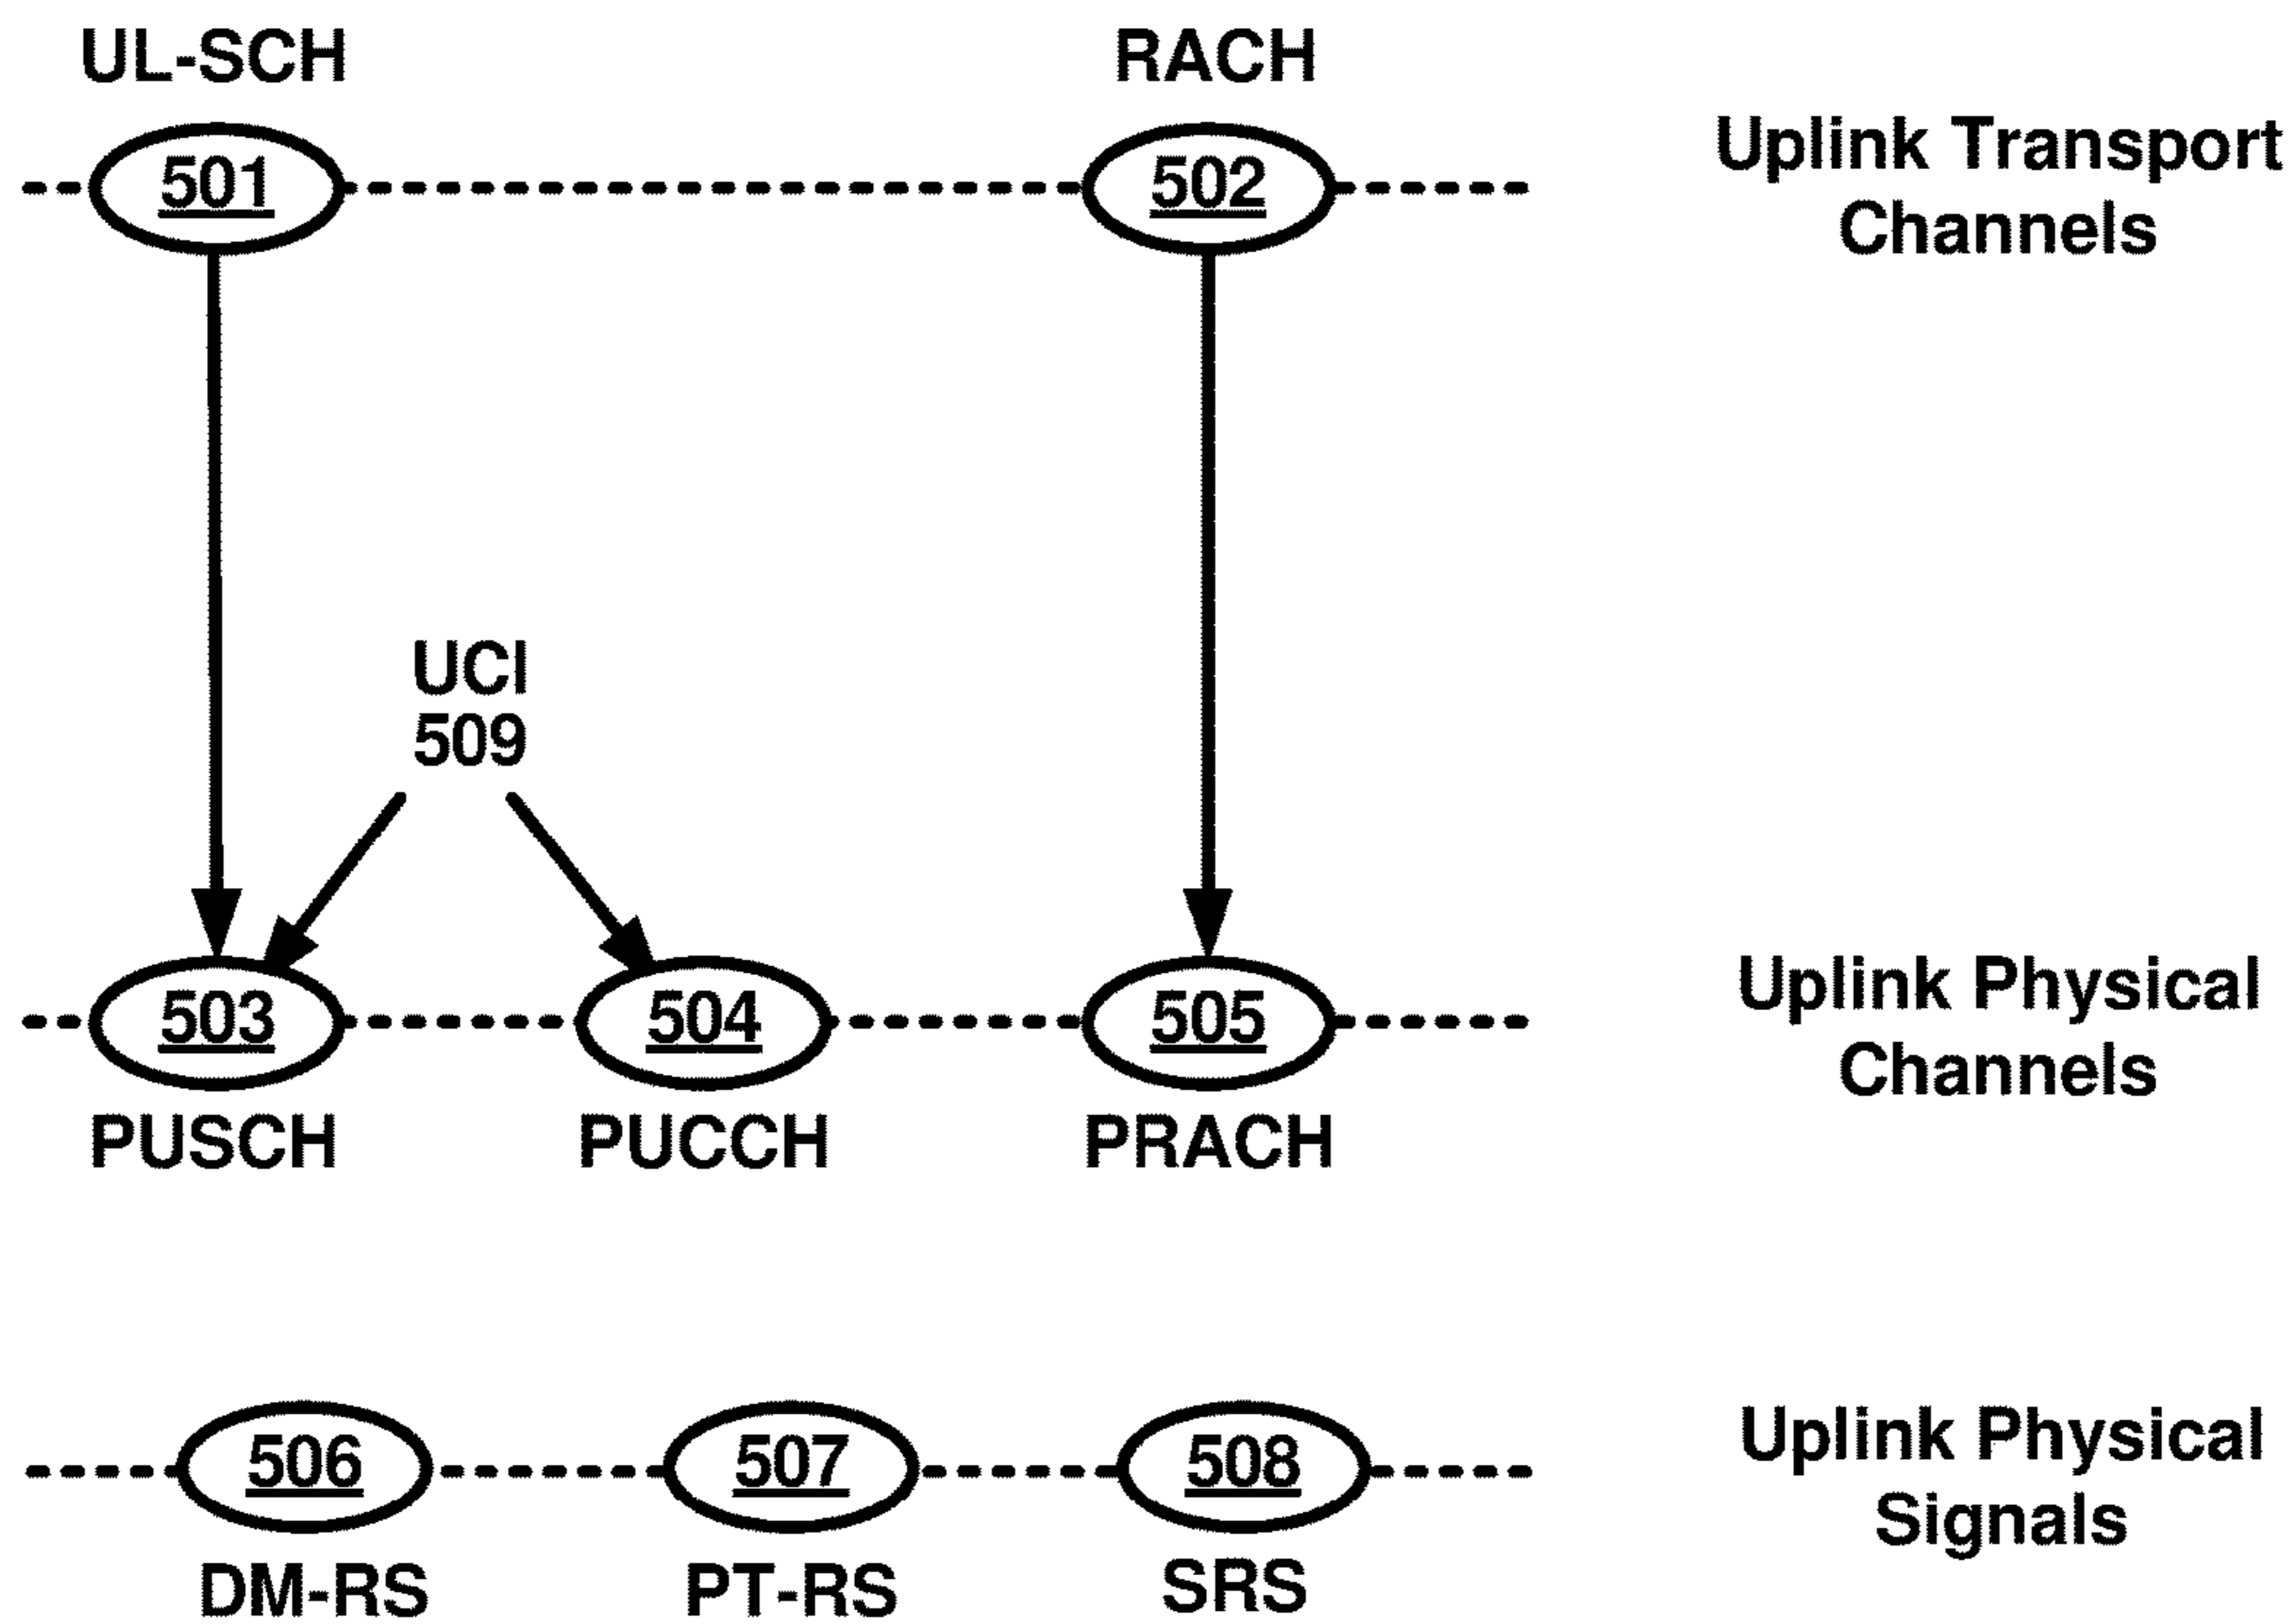 UL-SCH
RACH
501
502
Uplink Transport
Channels
UCI
509
503
504
505
Uplink Physical
Channels
PUSCH
PUCCH
PRACH
506
507
508
Uplink Physical
Signals
DM-RS
PT-RS
SRS